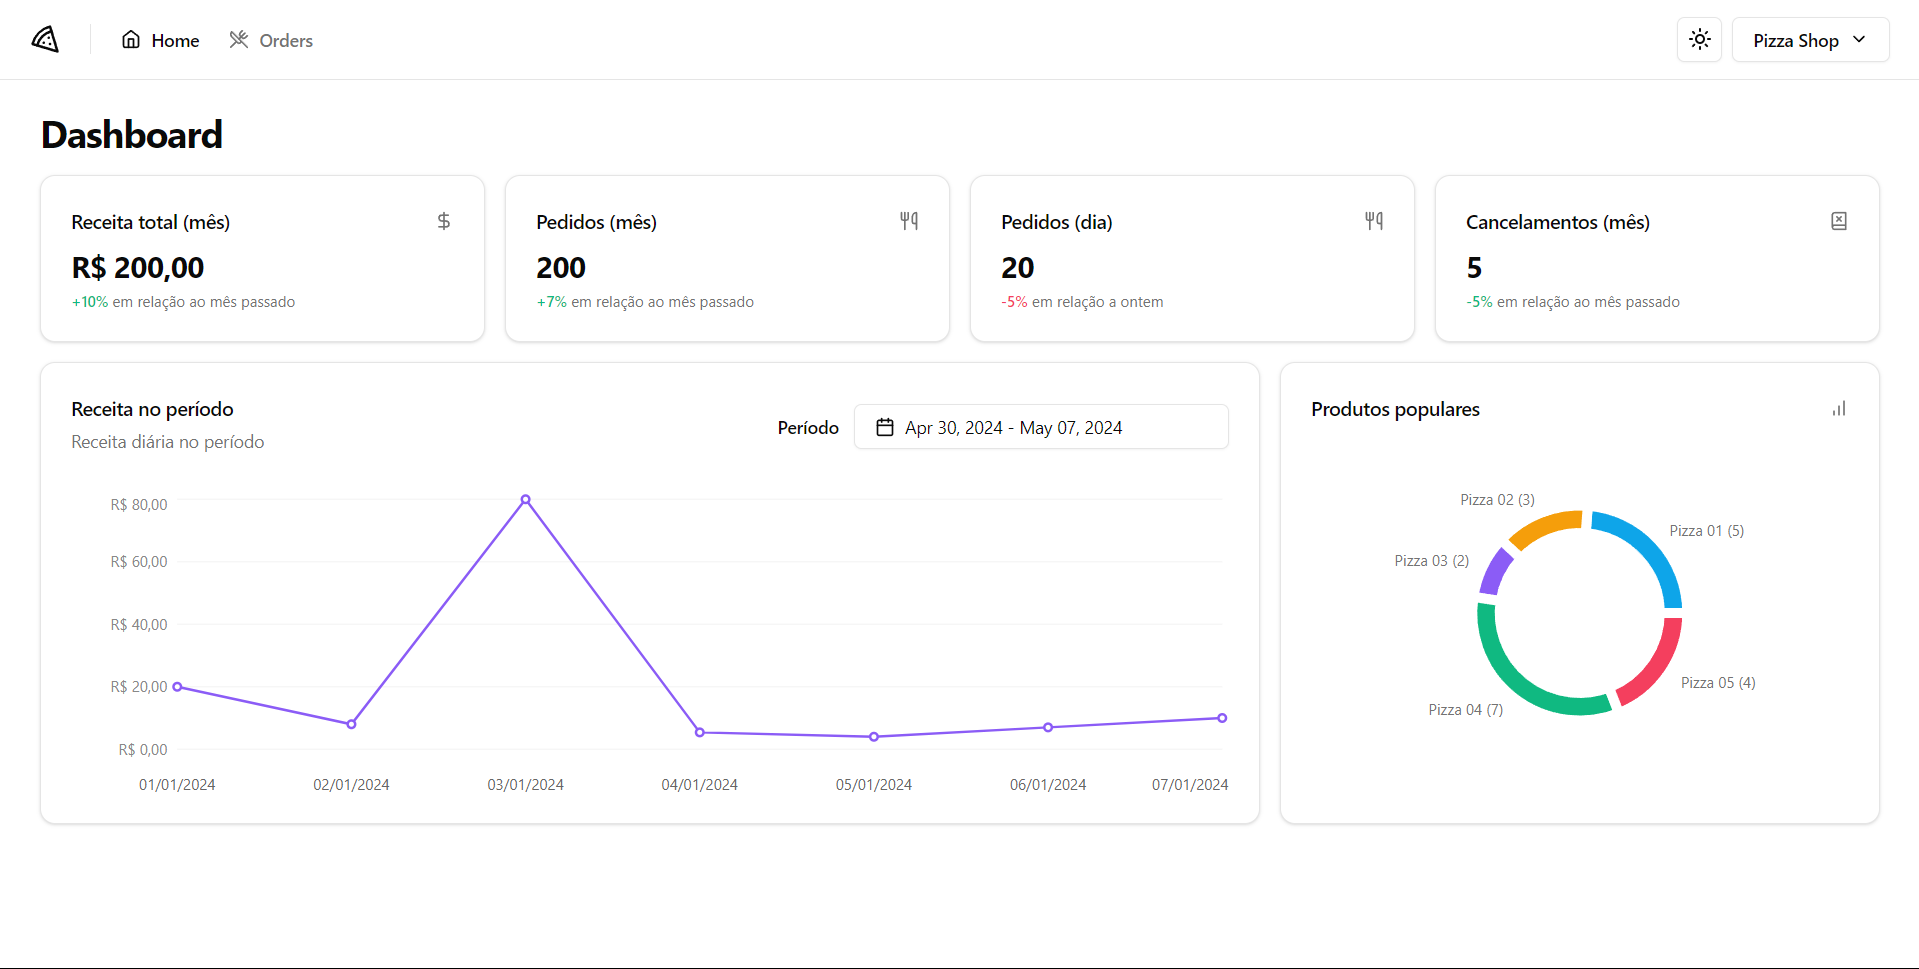 Home
Orders
Pizza Shop
Dashboard
Receita total (mês)
R$ 200,00
+10% em relação ao mês passado
Pedidos (mês)
200
+7% em relação ao mês passado
Pedidos (dia)
20
-5% em relação a ontem
Cancelamentos (mês)
5
-5% em relação ao mês passado
Receita no período
Receita diária no período
Período
Apr 30, 2024 - May 07, 2024
R$ 80,00
R$ 60,00
R$ 40,00
R$ 20,00
R$ 0,00
01/01/2024
02/01/2024
03/01/2024
04/01/2024
05/01/2024
06/01/2024
07/01/2024
Produtos populares
Pizza 02 (3)
Pizza 01 (5)
Pizza 03 (2)
Pizza 05 (4)
Pizza 04 (7)